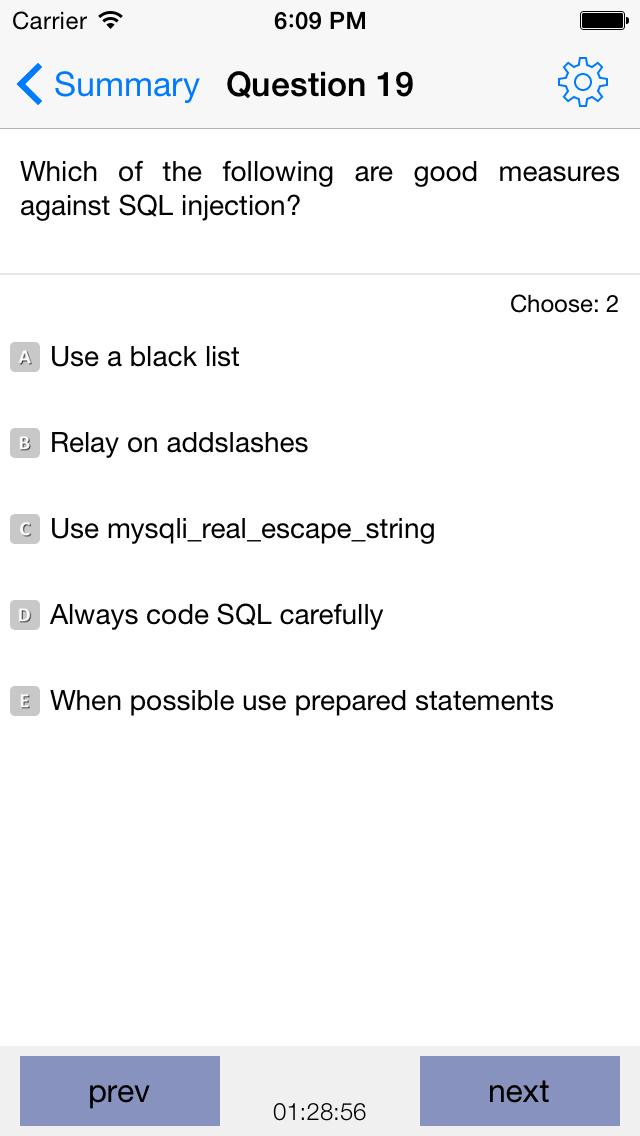 Carrier 6:09 PM
Summary Question 19
Which of the following are good measures
against SQL injection?
Choose: 2
A Use a black list
B Relay on addslashes
C Use mysqli_real_escape_string
D Always code SQL carefully
E When possible use prepared statements
prev 01:28:56 next